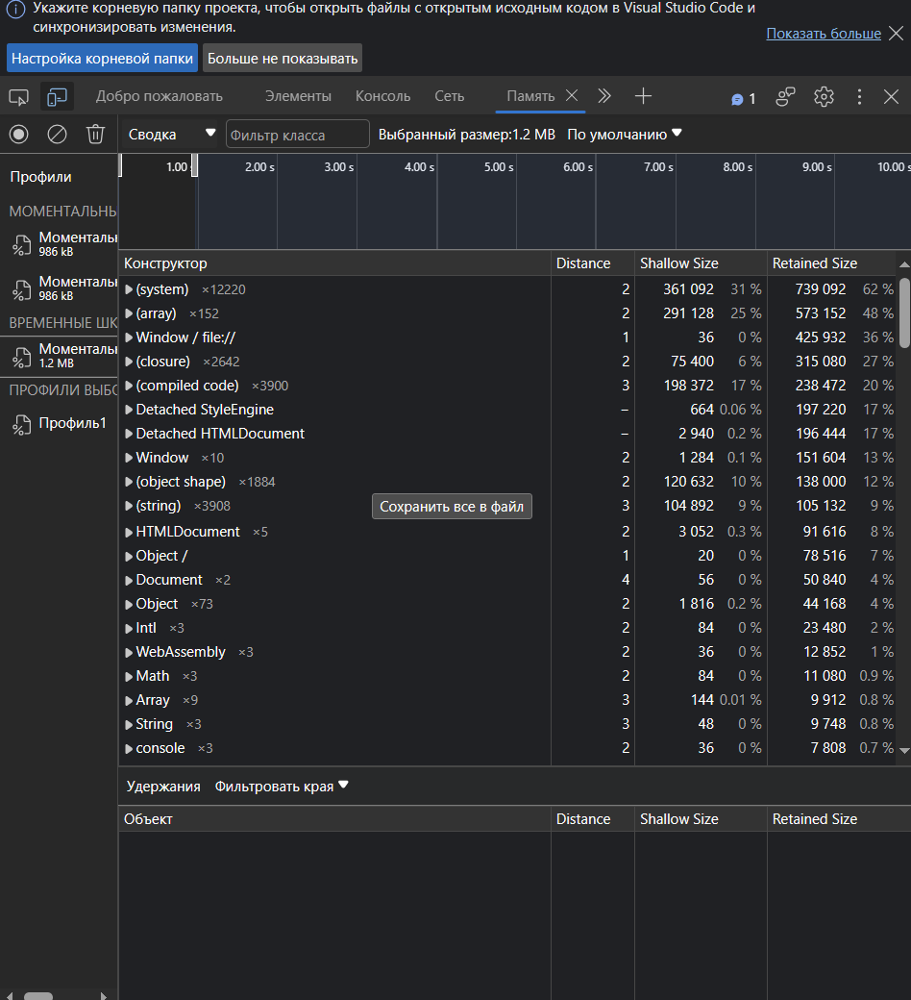 Укажите корневую папку проекта, чтобы открыть файлы с открытым исходным кодом в Visual Studio Code и
синхронизировать изменения.
Показать больше
Настройка корневой папки Больше не показывать
Добро пожаловать Элементы Консоль Сеть Память 1
Сводка Фильтр класса Выбранный размер:1.2 MB По умолчанию
1.00 s 2.00 s 3.00 s 4.00 s 5.00 s 6.00 s 7.00 s 8.00 s 9.00 s 10.00 s
Профили
МОМЕНТАЛЬНЬ
Моменталы
986 kB
Моменталы
986 kB
ВРЕМЕННЫЕ ШК
Моменталы
1.2 MB
ПРОФИЛИ ВЫБО
Профиль1
Конструктор Distance Shallow Size Retained Size
(system) ×12220 2 361 092 31 % 739 092 62 %
(array) ×152 2 291 128 25 % 573 152 48 %
Window / file:// 1 36 0 % 425 932 36 %
(closure) ×2642 2 75 400 6 % 315 080 27 %
(compiled code) ×3900 3 198 372 17 % 238 472 20 %
Detached StyleEngine – 664 0.06 % 197 220 17 %
Detached HTMLDocument – 2 940 0.2 % 196 444 17 %
Window ×10 2 1 284 0.1 % 151 604 13 %
(object shape) ×1884 2 120 632 10 % 138 000 12 %
(string) ×3908 3 104 892 9 % 105 132 9 %
Сохранить все в файл
HTMLDocument ×5 2 3 052 0.3 % 91 616 8 %
Object / 1 20 0 % 78 516 7 %
Document ×2 4 56 0 % 50 840 4 %
Object ×73 2 1 816 0.2 % 44 168 4 %
Intl ×3 2 84 0 % 23 480 2 %
WebAssembly ×3 2 36 0 % 12 852 1 %
Math ×3 2 84 0 % 11 080 0.9 %
Array ×9 3 144 0.01 % 9 912 0.8 %
String ×3 3 48 0 % 9 748 0.8 %
console ×3 2 36 0 % 7 808 0.7 %
Удержания Фильтровать края
Объект Distance Shallow Size Retained Size